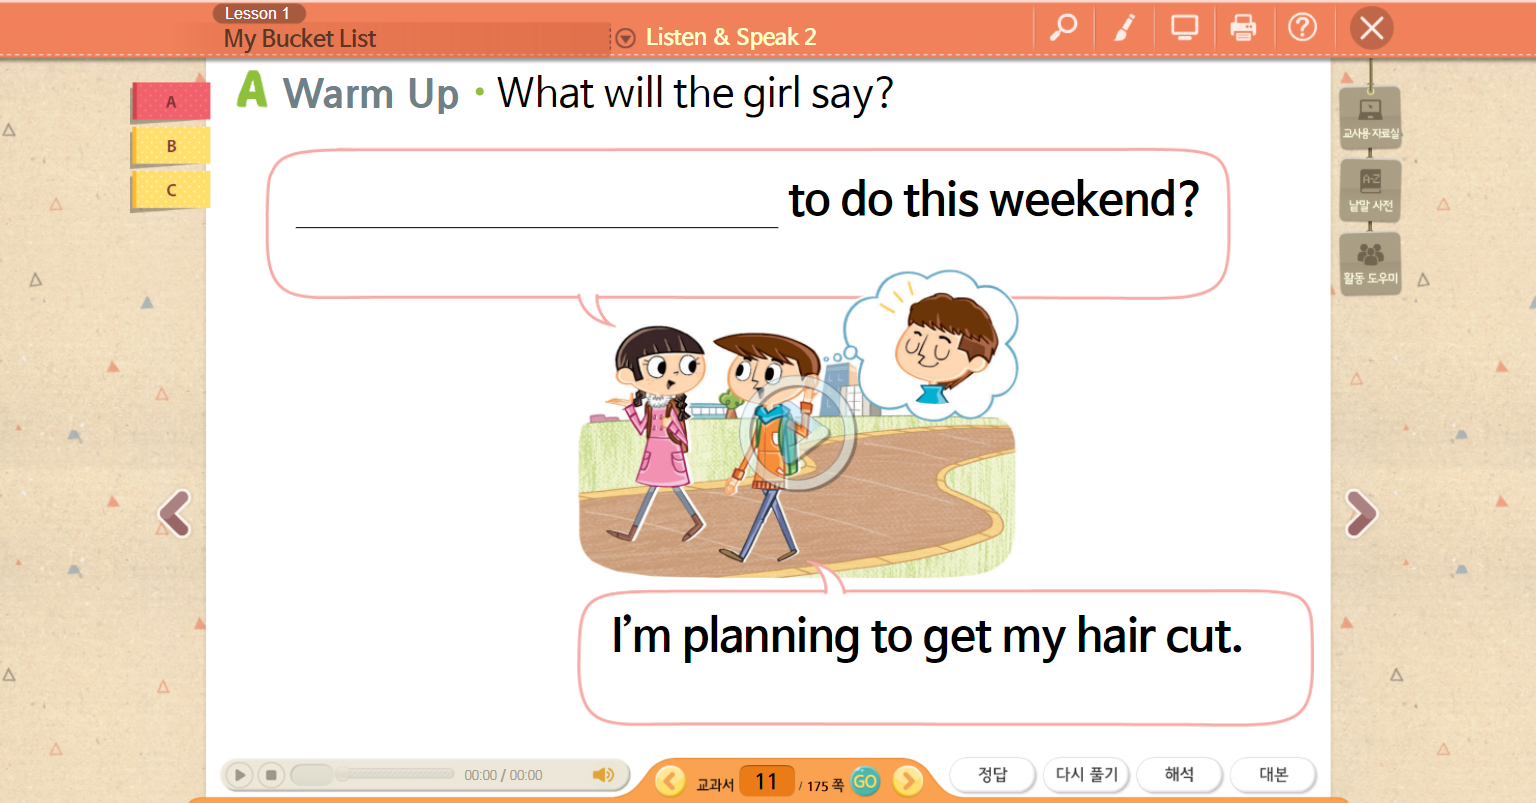 Lesson 1
My Bucket List
Listen & Speak 2
A
B
C
A Warm Up · What will the girl say?
to do this weekend?
I'm planning to get my hair cut.
교사용 자료실
A-Z
낱말 사전
활동 도우미
00:00 / 00:00
교과서 11 / 175 쪽 GO
정답
다시 풀기
해석
대본